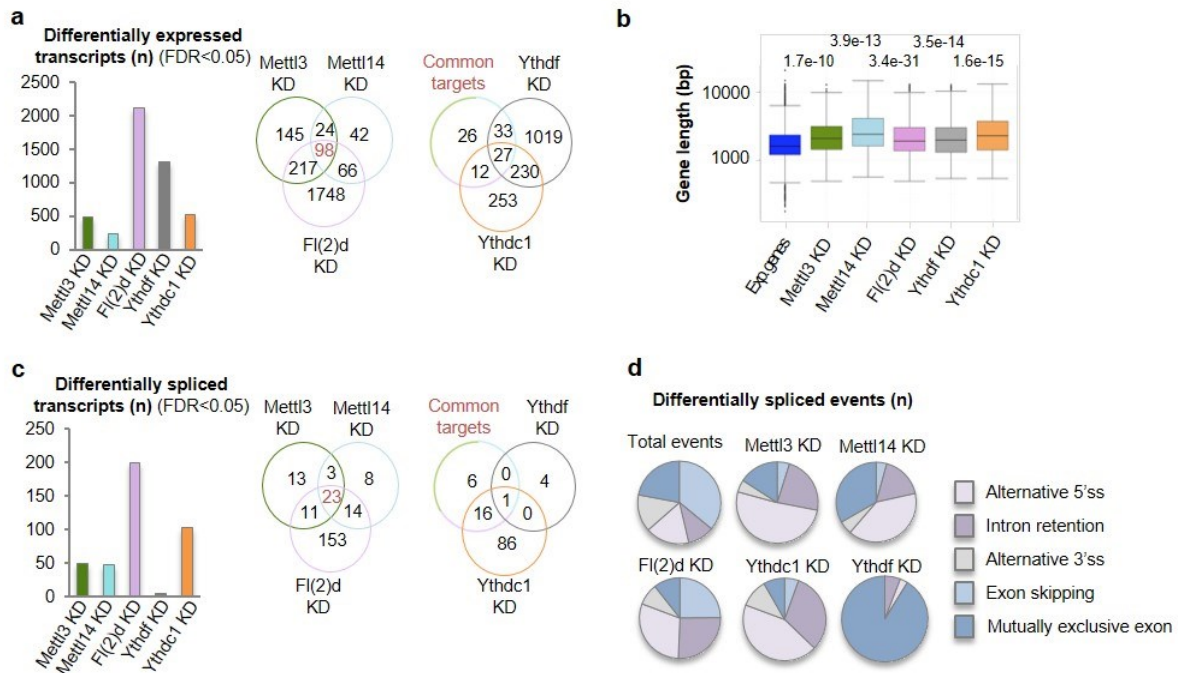 a
Differentially expressed
transcripts (n) (FDR<0.05)
2500
2000
1500
1000
500
0
Mettl3 KD
Mettl14 KD
Fl(2)d KD
Ythdf KD
Ythdc1 KD
Mettl3
KD
Mettl14
KD
145
24
42
98
217
66
1748
Fl(2)d
KD
Common
targets
Ythdf
KD
26
33
1019
27
12
230
253
Ythdc1
KD
b
3.9e-13 3.5e-14
1.7e-10 3.4e-31 1.6e-15
Gene length (bp)
10000
1000
Exp.genes
Mettl3 KD
Mettl14 KD
Fl(2)d KD
Ythdf KD
Ythdc1 KD
c
Differentially spliced
transcripts (n) (FDR<0.05)
250
200
150
100
50
0
Mettl3 KD
Mettl14 KD
Fl(2)d KD
Ythdf KD
Ythdc1 KD
Mettl3
KD
Mettl14
KD
13
3
8
23
11
14
153
Fl(2)d
KD
Common
targets
Ythdf
KD
6
0
4
1
16
0
86
Ythdc1
KD
d
Differentially spliced events (n)
Total events
Mettl3 KD
Mettl14 KD
Fl(2)d KD
Ythdc1 KD
Ythdf KD
Alternative 5'ss
Intron retention
Alternative 3'ss
Exon skipping
Mutually exclusive exon